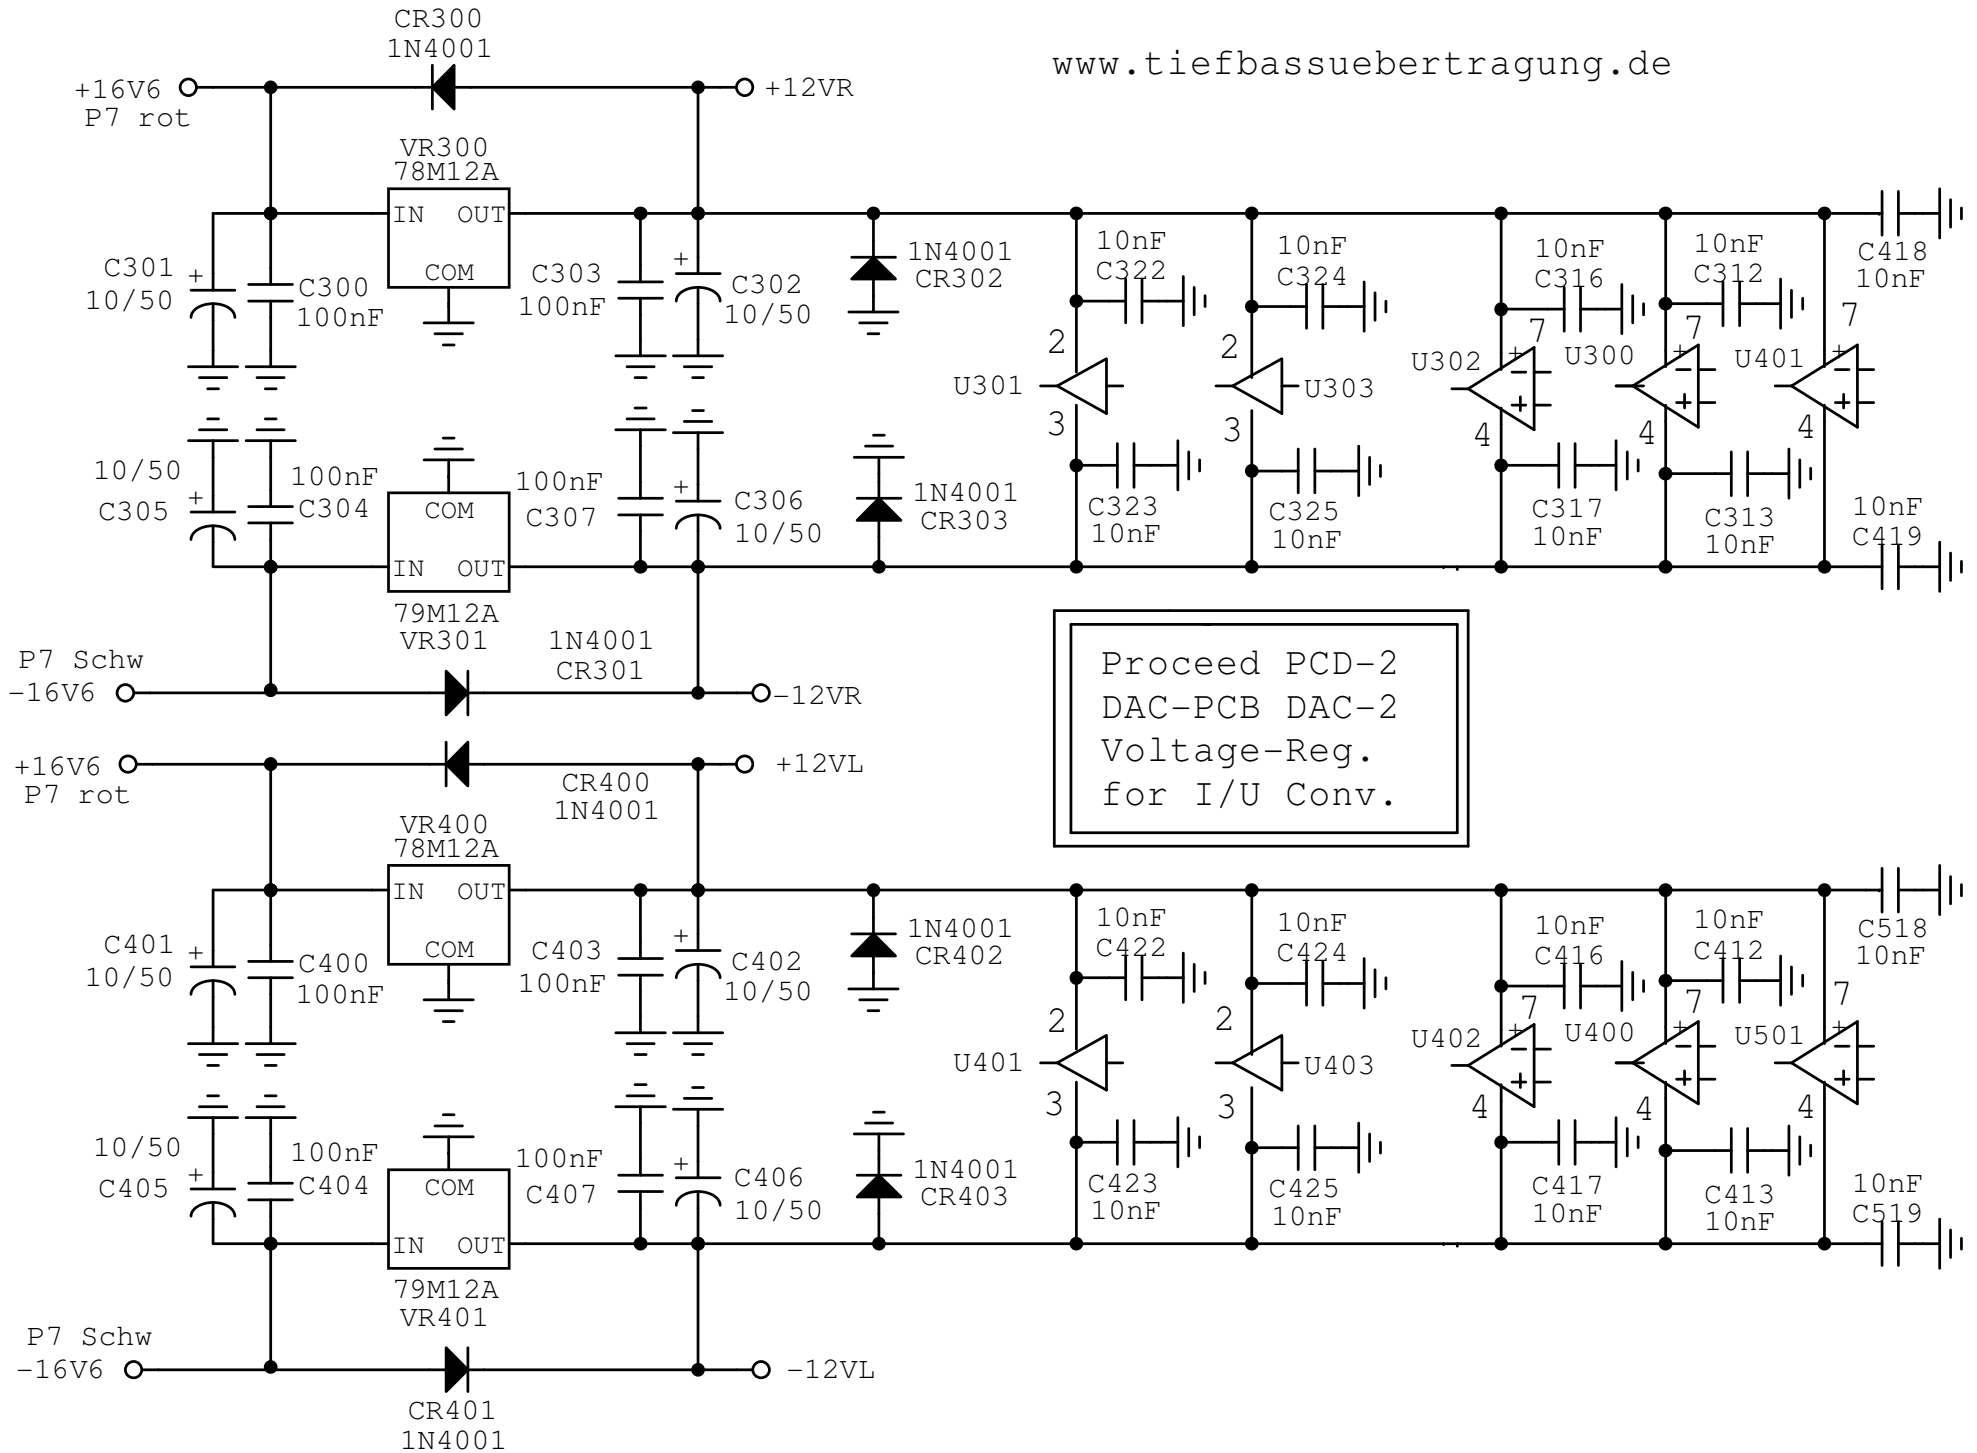 CR300
1N4001
www.tiefbassuebertragung.de
+16V6
P7 rot
+12VR
VR300
78M12A
IN OUT
COM
C301
10/50
+
C300
100nF
C303
100nF
+
C302
10/50
1N4001
CR302
10nF
C322
10nF
C324
10nF
C316
10nF
C312
C418
10nF
2
U301
3
2
U303
3
7
U302
+
-
+
4
7
U300
+
-
+
4
7
U401
+
-
+
4
10/50
C305
+
100nF
C304
COM
IN OUT
79M12A
VR301
100nF
C307
+
C306
10/50
1N4001
CR303
C323
10nF
C325
10nF
C317
10nF
C313
10nF
10nF
C419
1N4001
CR301
P7 Schw
-16V6
-12VR
Proceed PCD-2
DAC-PCB DAC-2
Voltage-Reg.
for I/U Conv.
+16V6
P7 rot
+12VL
CR400
1N4001
VR400
78M12A
IN OUT
COM
C401
10/50
+
C400
100nF
C403
100nF
+
C402
10/50
1N4001
CR402
10nF
C422
10nF
C424
10nF
C416
10nF
C412
C518
10nF
2
U401
3
2
U403
3
7
U402
+
-
+
4
7
U400
+
-
+
4
7
U501
+
-
+
4
10/50
C405
+
100nF
C404
COM
IN OUT
79M12A
VR401
100nF
C407
+
C406
10/50
1N4001
CR403
C423
10nF
C425
10nF
C417
10nF
C413
10nF
10nF
C519
P7 Schw
-16V6
-12VL
CR401
1N4001